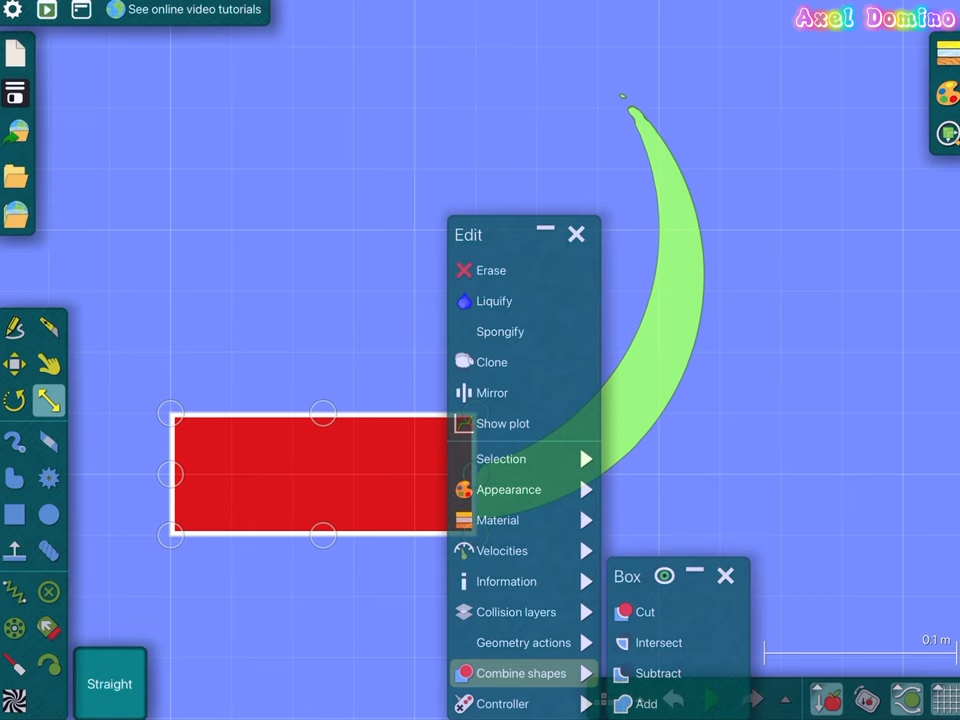 See online video tutorials
Axel Domino
Edit
Erase
Liquify
Spongify
Clone
Mirror
Show plot
Selection
Appearance
Material
Velocities
Information
Collision layers
Geometry actions
Combine shapes
Controller
Box
Cut
Intersect
Subtract
Add
0.1 m
Straight